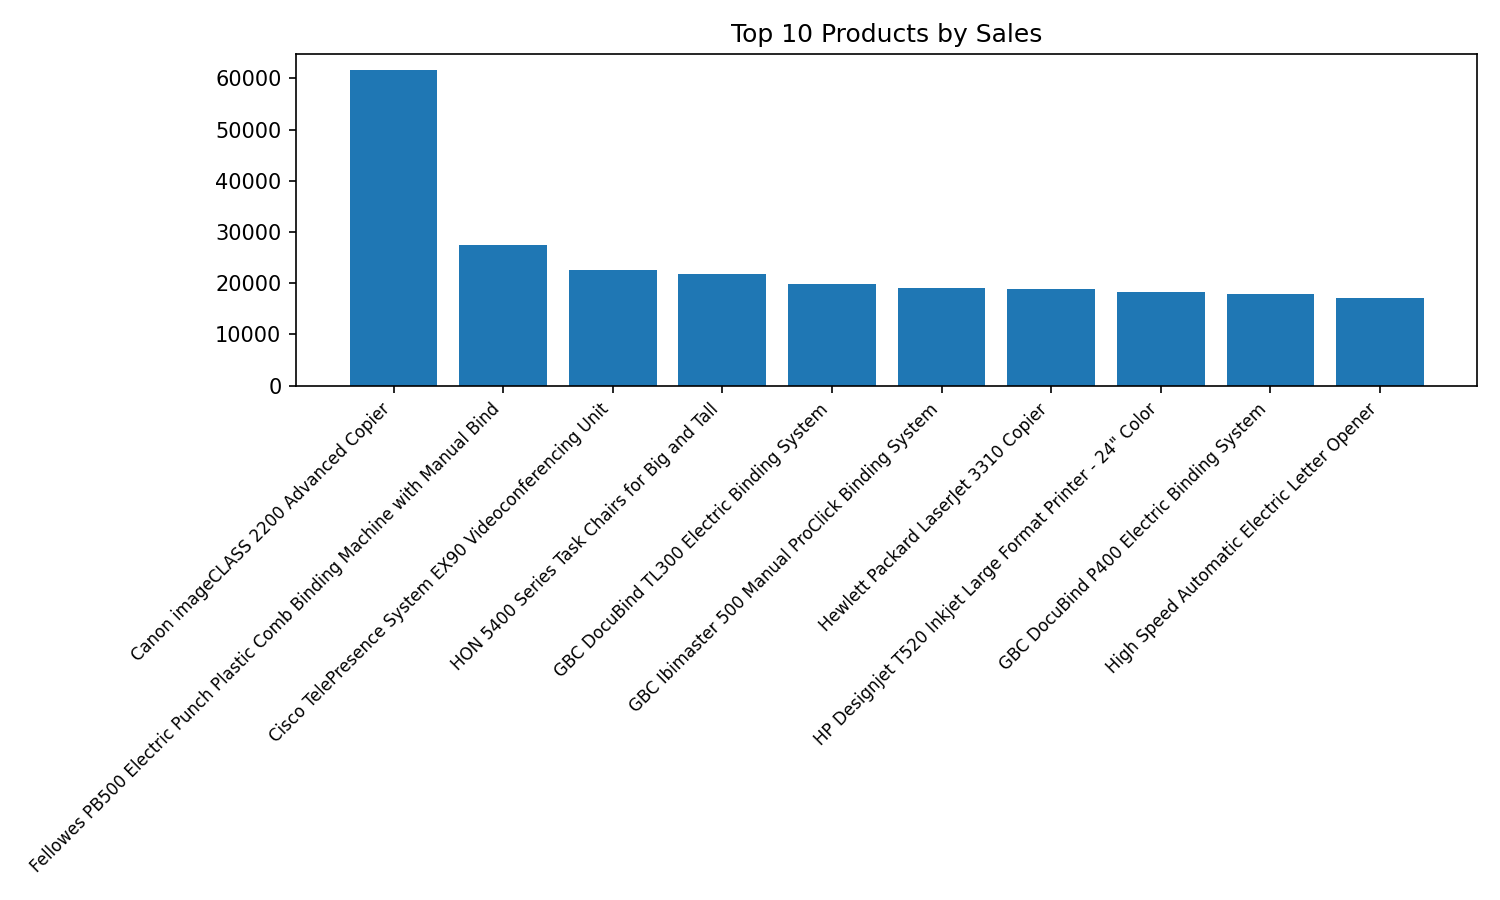 Top 10 Products by Sales
60000
50000
40000
30000
20000
10000
0
Canon imageCLASS 2200 Advanced Copier
Fellowes PB500 Electric Punch Plastic Comb Binding Machine with Manual Bind
Cisco TelePresence System EX90 Videoconferencing Unit
HON 5400 Series Task Chairs for Big and Tall
GBC DocuBind TL300 Electric Binding System
GBC Ibimaster 500 Manual ProClick Binding System
Hewlett Packard LaserJet 3310 Copier
HP Designjet T520 Inkjet Large Format Printer - 24" Color
GBC DocuBind P400 Electric Binding System
High Speed Automatic Electric Letter Opener